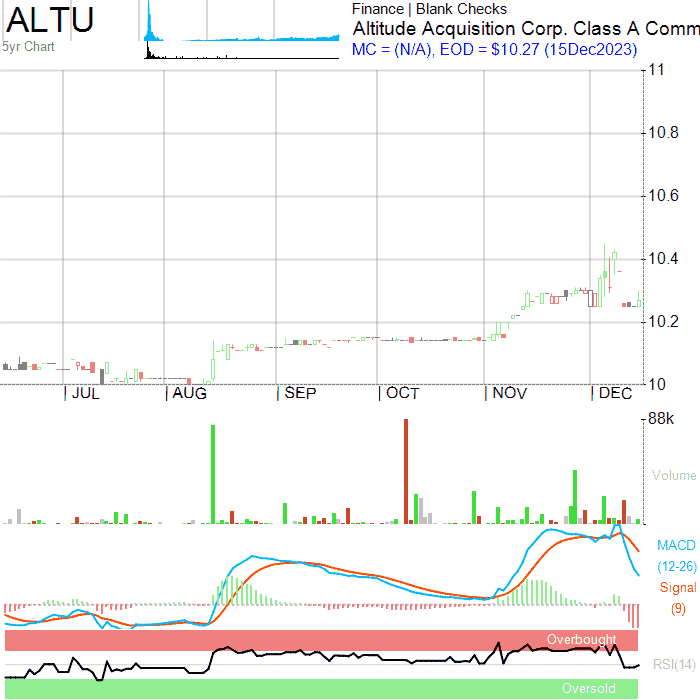 ALTU
5yr Chart
Finance | Blank Checks
Altitude Acquisition Corp. Class A Comm
MC = (N/A), EOD = $10.27 (15Dec2023)
11
10.8
10.6
10.4
10.2
10
JUL AUG SEP OCT NOV DEC
88k
Volume
MACD
(12-26)
Signal
(9)
Overbought
RSI(14)
Oversold